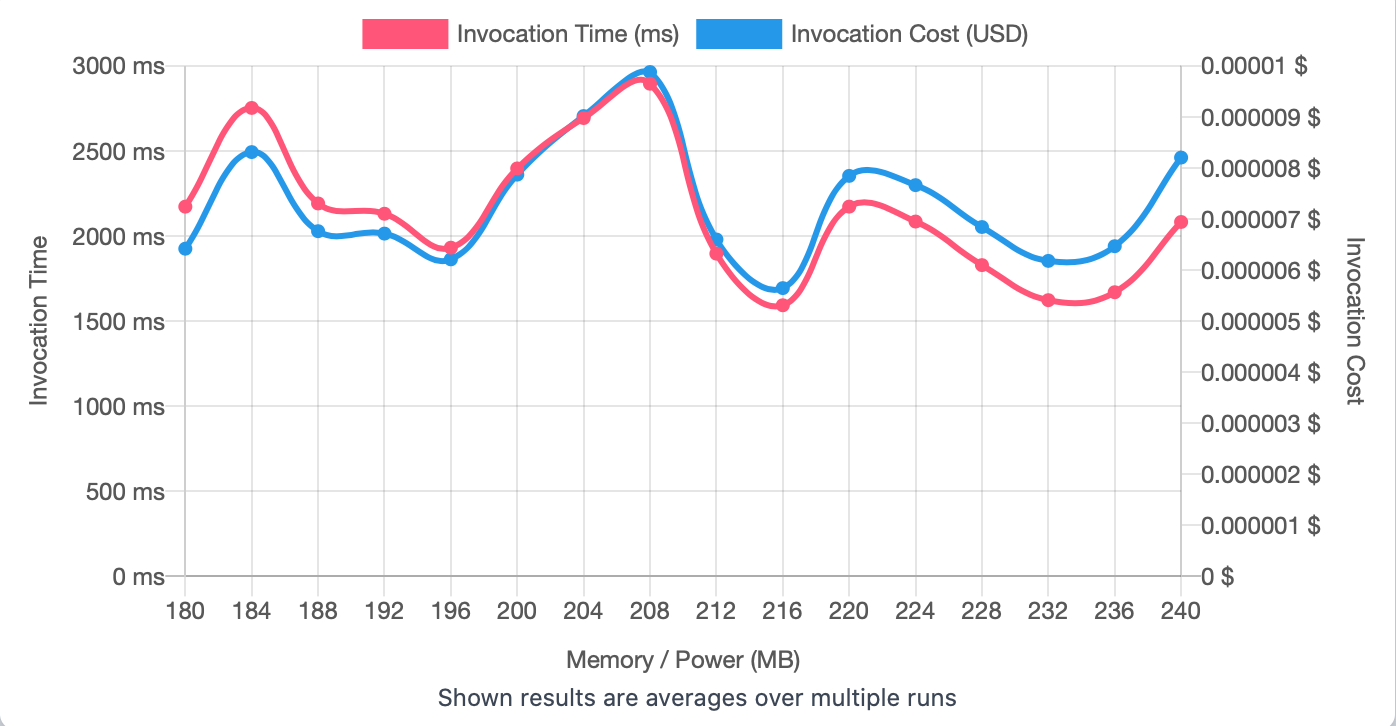 Invocation Time (ms) Invocation Cost (USD)
3000 ms 0.00001 $
0.000009 $
2500 ms
0.000008 $
0.000007 $
2000 ms
0.000006 $
1500 ms 0.000005 $
0.000004 $
1000 ms
0.000003 $
0.000002 $
500 ms
0.000001 $
0 ms 0 $
Invocation Time
Invocation Cost
180 184 188 192 196 200 204 208 212 216 220 224 228 232 236 240
Memory / Power (MB)
Shown results are averages over multiple runs